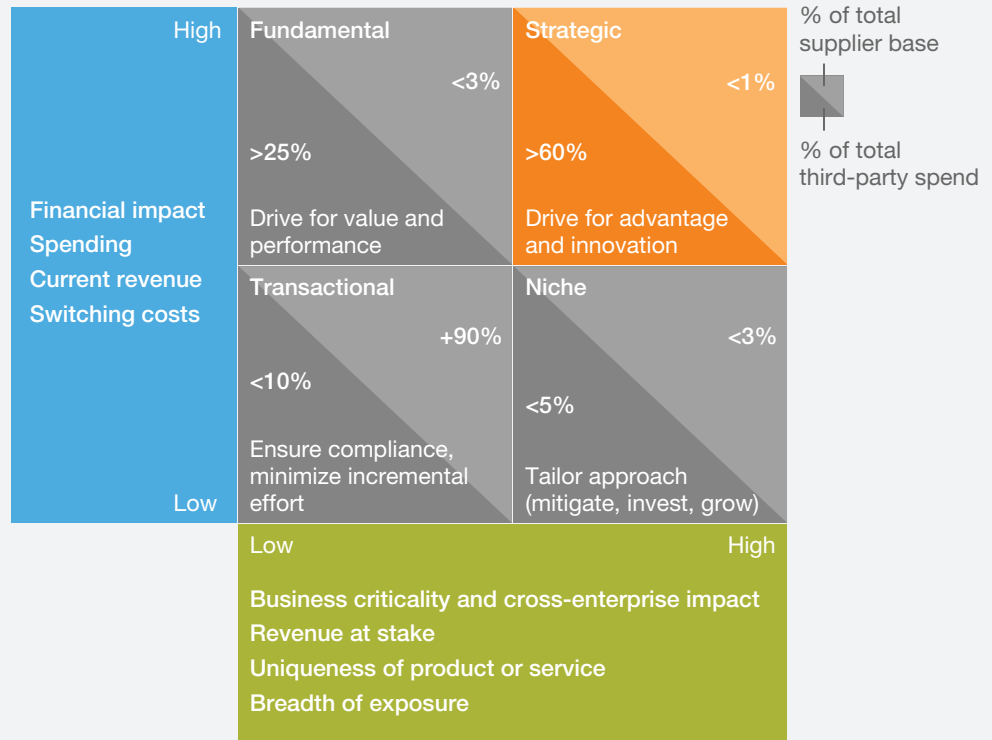 High
Financial impact
Spending
Current revenue
Switching costs
Low
Fundamental
<3%
>25%
Drive for value and
performance
Strategic
<1%
>60%
Drive for advantage
and innovation
Transactional
+90%
<10%
Ensure compliance,
minimize incremental
effort
Niche
<3%
<5%
Tailor approach
(mitigate, invest, grow)
Low
High
Business criticality and cross-enterprise impact
Revenue at stake
Uniqueness of product or service
Breadth of exposure
% of total
supplier base
% of total
third-party spend